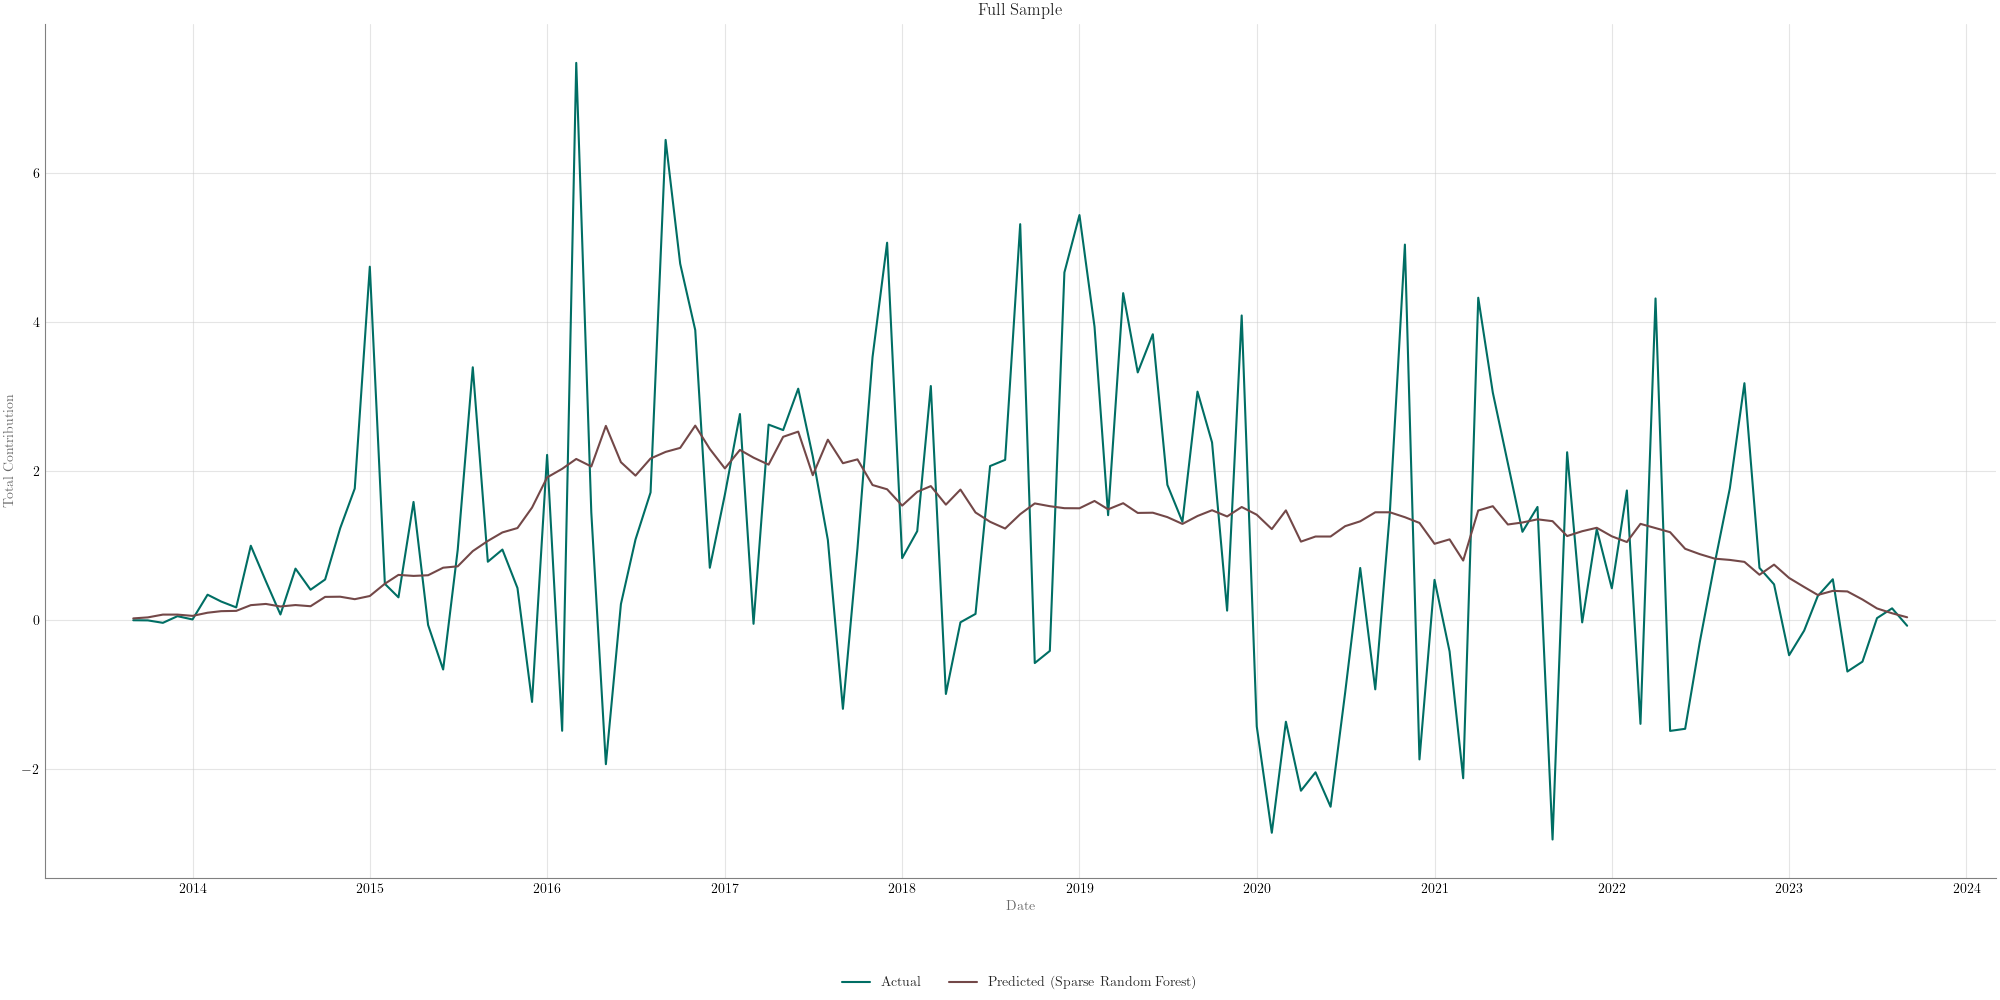 Full Sample
Total Contribution
6
4
2
0
−2
2014 2015 2016 2017 2018 2019 2020 2021 2022 2023 2024
Date
Actual Predicted (Sparse Random Forest)